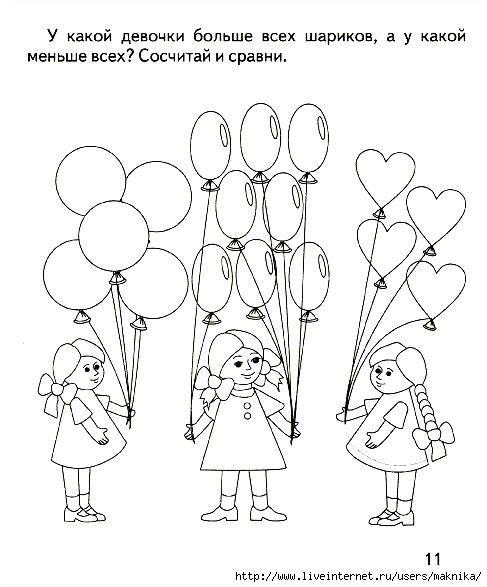 У какой девочки больше всех шариков, а у какой
меньше всех? Сосчитай и сравни.
11
http://www.liveinternet.ru/users/maknika/